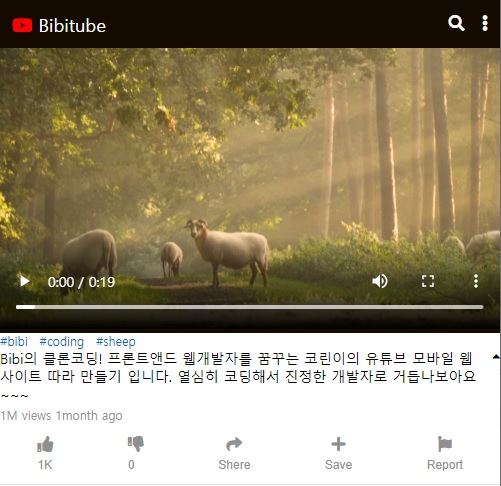 Bibitube
0:00 / 0:19
#bibi #coding #sheep
Bibi의 클론코딩! 프론트앤드 웹개발자를 꿈꾸는 코린이의 유튜브 모바일 웹
사이트 따라 만들기 입니다. 열심히 코딩해서 진정한 개발자로 거듭나보아요
~~~
1M views 1month ago
1K 0 Shere Save Report